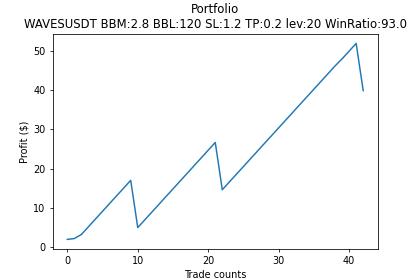 Portfolio
WAVESUSDT BBM:2.8 BBL:120 SL:1.2 TP:0.2 lev:20 WinRatio:93.0
50
40
30
20
10
0
Profit ($)
0 10 20 30 40
Trade counts